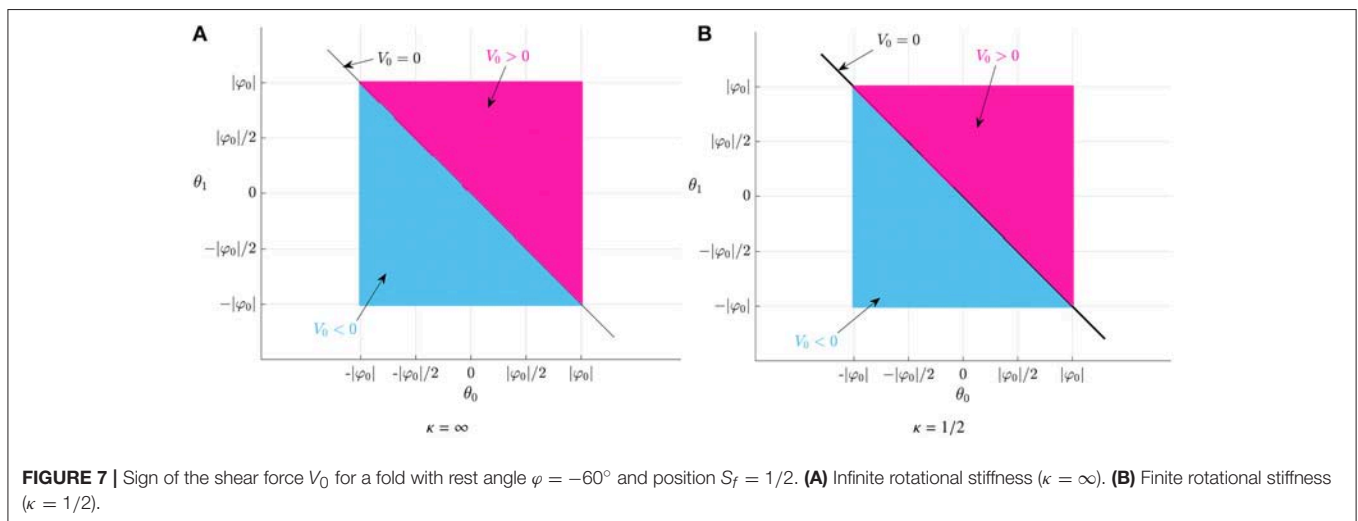 A
V₀ = 0
V₀ > 0
|φ₀|
|φ₀|/2
θ₁
0
−|φ₀|/2
−|φ₀|
V₀ < 0
-|φ₀|
-|φ₀|/2
0
|φ₀|/2
|φ₀|
θ₀
κ = ∞
B
V₀ = 0
V₀ > 0
|φ₀|
|φ₀|/2
θ₁
0
−|φ₀|/2
−|φ₀|
V₀ < 0
-|φ₀|
−|φ₀|/2
0
|φ₀|/2
|φ₀|
θ₀
κ = 1/2
FIGURE 7 | Sign of the shear force V₀ for a fold with rest angle φ = −60° and position S_f = 1/2. (A) Infinite rotational stiffness (κ = ∞). (B) Finite rotational stiffness
(κ = 1/2).